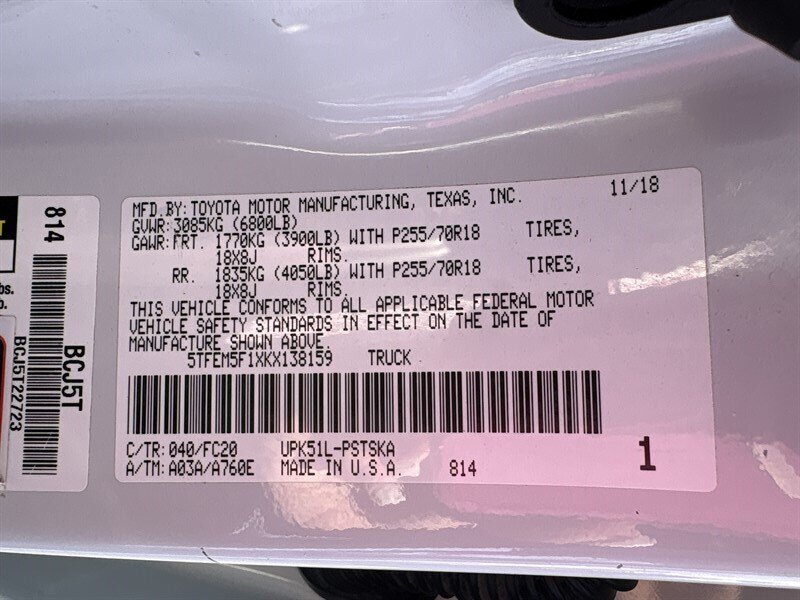 MFD.BY:TOYOTA MOTOR MANUFACTURING, TEXAS, INC. 11/18
GVWR:3085KG (6800LB)
GAWR:FRT. 1770KG (3900LB) WITH P255/70R18 TIRES,
18X8J RIMS.
RR. 1835KG (4050LB) WITH P255/70R18 TIRES,
18X8J RIMS.
THIS VEHICLE CONFORMS TO ALL APPLICABLE FEDERAL MOTOR
VEHICLE SAFETY STANDARDS IN EFFECT ON THE DATE OF
MANUFACTURE SHOWN ABOVE.
5TFEM5F1XKX138159 TRUCK
C/TR:040/FC20 UPK51L-PSTSKA
A/TM:A03A/A760E MADE IN U.S.A. 814
1
814
BCJ5T
BCJ5T22723
bs.
b.